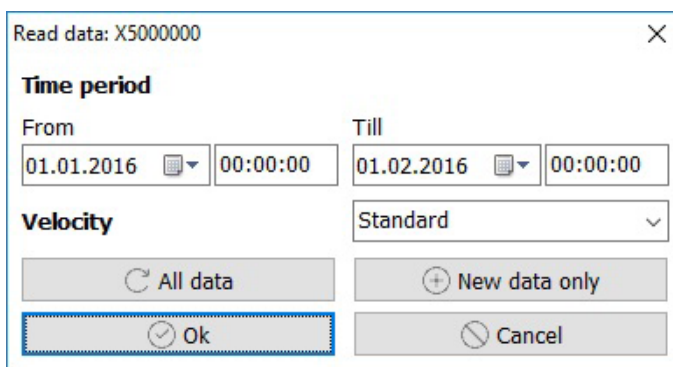 Read data: X5000000
Time period
From Till
01.01.2016 00:00:00 01.02.2016 00:00:00
Velocity Standard
All data New data only
Ok Cancel